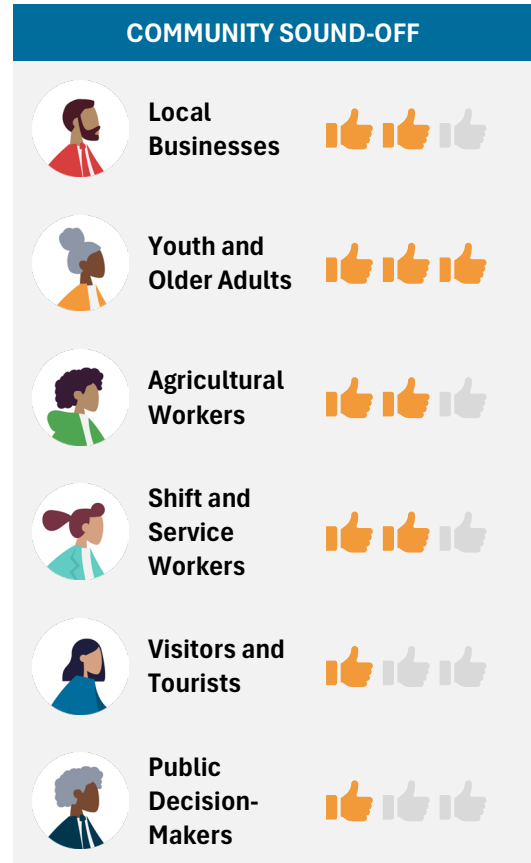 COMMUNITY SOUND-OFF
Local
Businesses
Youth and
Older Adults
Agricultural
Workers
Shift and
Service
Workers
Visitors and
Tourists
Public
Decision-
Makers